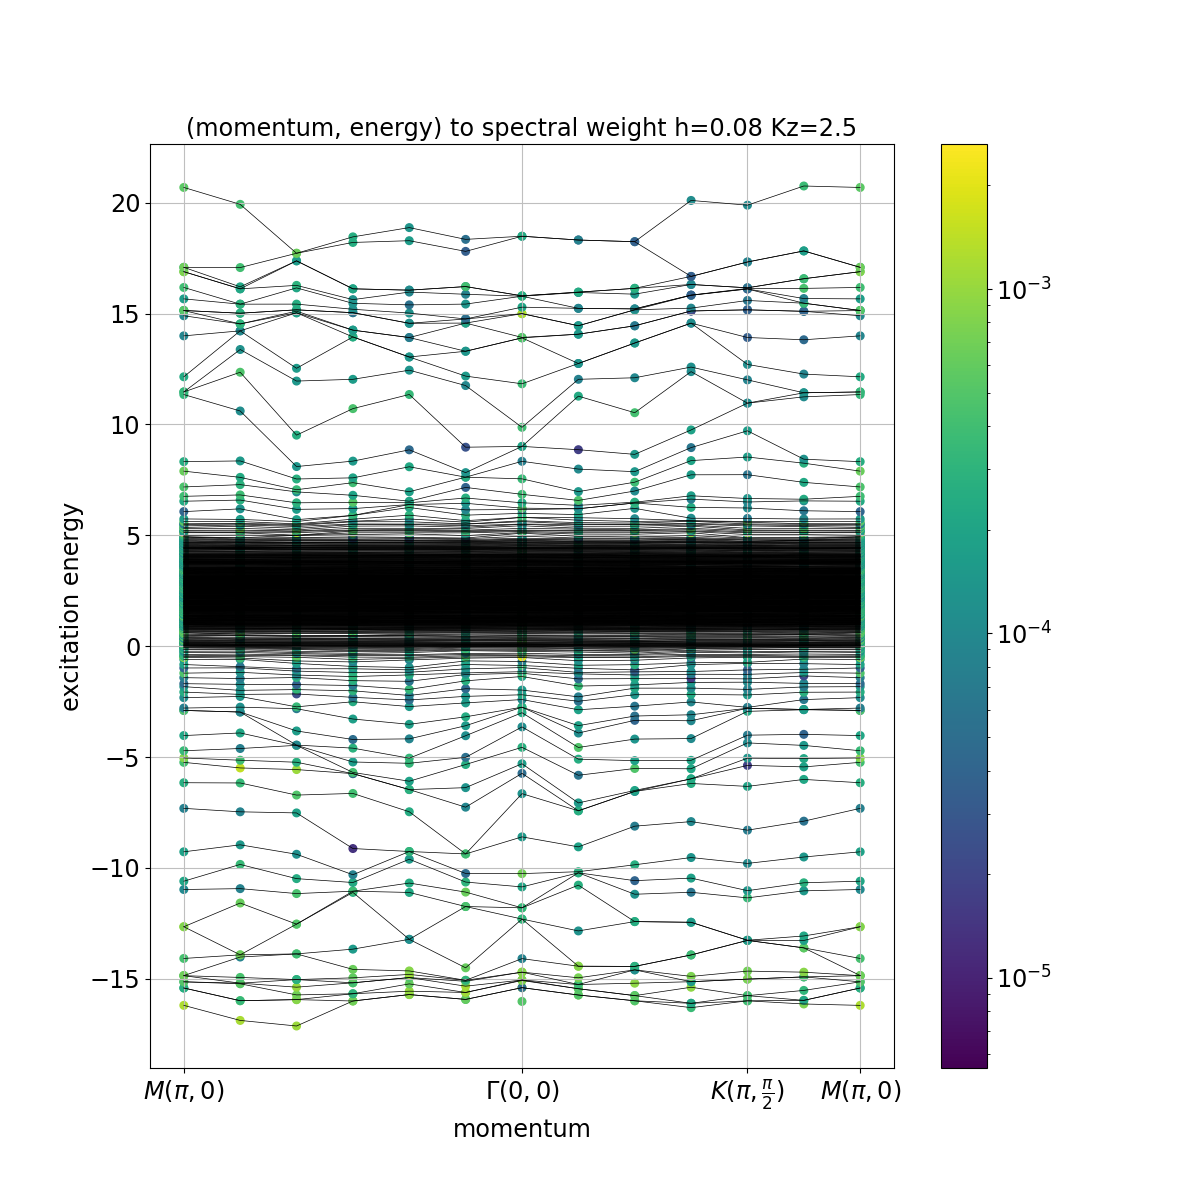 (momentum, energy) to spectral weight h=0.08 Kz=2.5
20
15
10
5
0
−5
−10
−15
excitation energy
M(π, 0)
Γ(0, 0)
K(π, π/2)
M(π, 0)
momentum
10⁻³
10⁻⁴
10⁻⁵